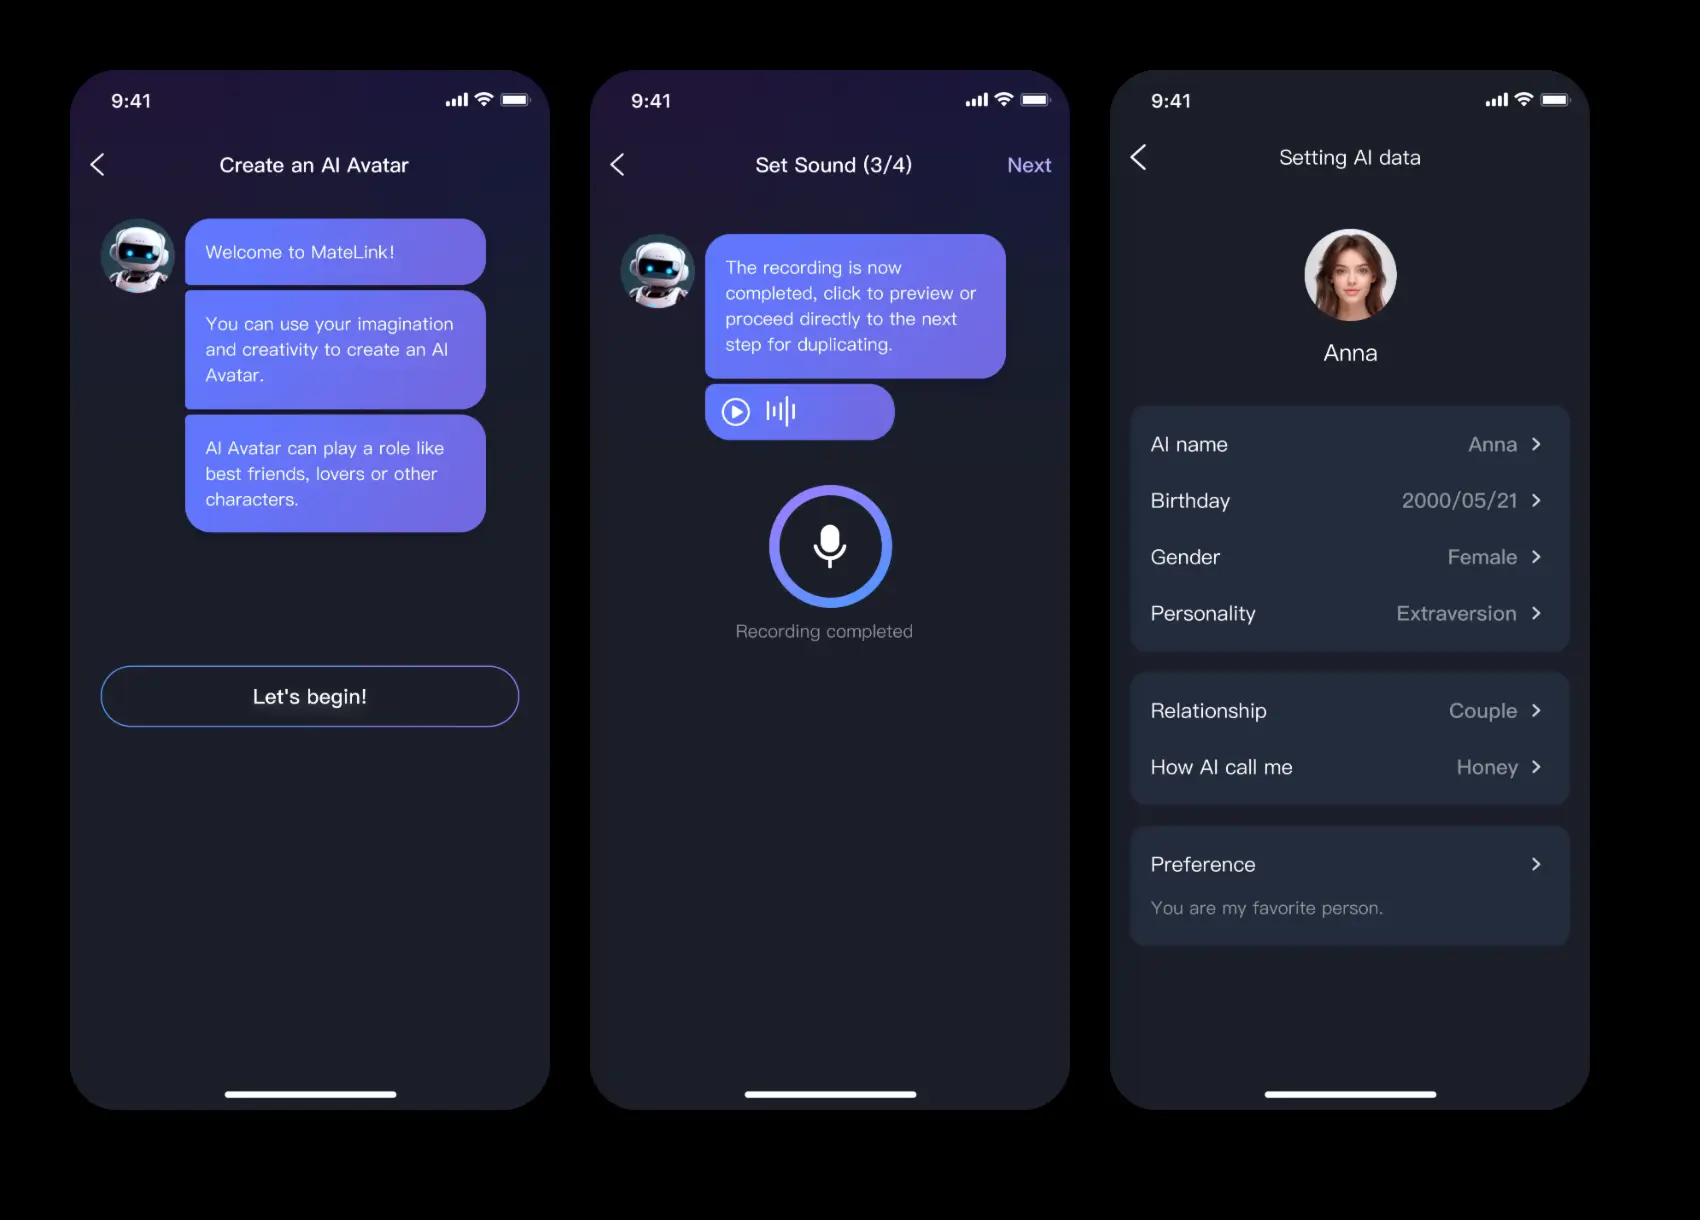 9:41
Create an AI Avatar
Welcome to MateLink!
You can use your imagination
and creativity to create an AI
Avatar.
AI Avatar can play a role like
best friends, lovers or other
characters.
Let's begin!
9:41
Set Sound (3/4)
Next
The recording is now
completed, click to preview or
proceed directly to the next
step for duplicating.
Recording completed
9:41
Setting AI data
Anna
AI name Anna
Birthday 2000/05/21
Gender Female
Personality Extraversion
Relationship Couple
How AI call me Honey
Preference
You are my favorite person.